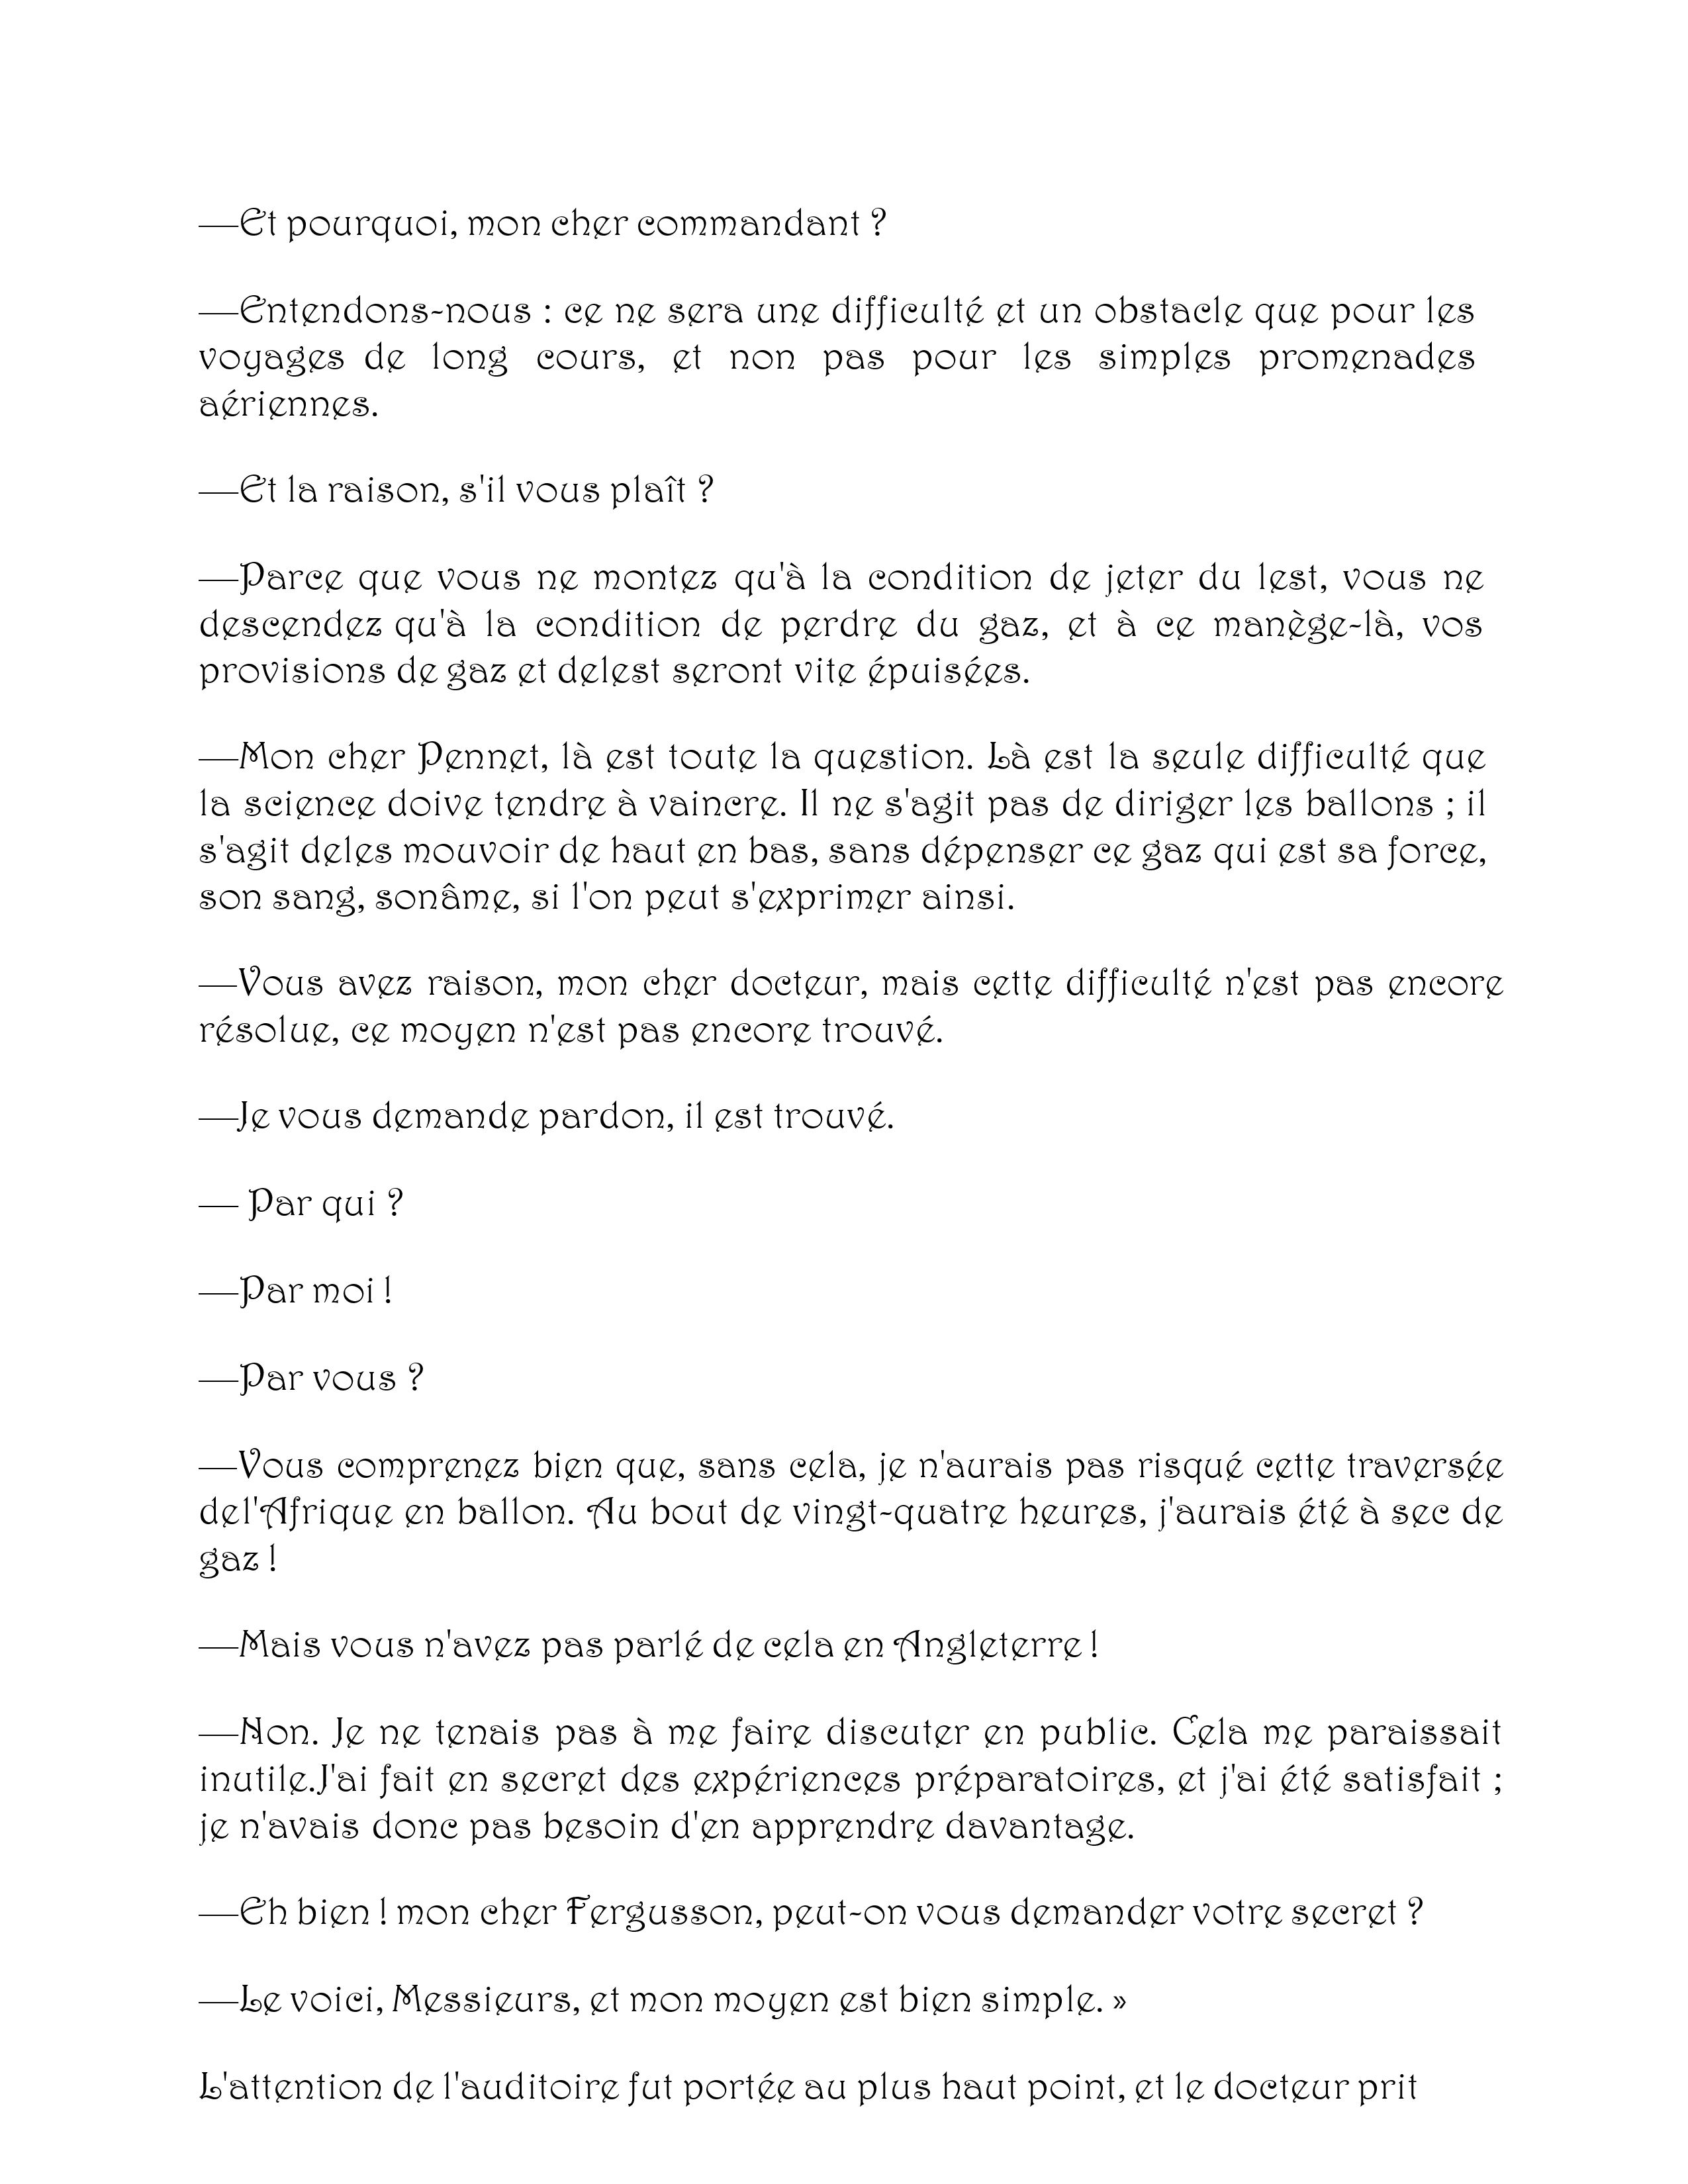 —Et pourquoi, mon cher commandant ?
—Entendons-nous : ce ne sera une difficulté et un obstacle que pour les
voyages de long cours, et non pas pour les simples promenades
aériennes.
—Et la raison, s'il vous plaît ?
—Parce que vous ne montez qu'à la condition de jeter du lest, vous ne
descendez qu'à la condition de perdre du gaz, et à ce manège-là, vos
provisions de gaz et delest seront vite épuisées.
—Mon cher Pennet, là est toute la question. Là est la seule difficulté que
la science doive tendre à vaincre. Il ne s'agit pas de diriger les ballons ; il
s'agit deles mouvoir de haut en bas, sans dépenser ce gaz qui est sa force,
son sang, sonâme, si l'on peut s'exprimer ainsi.
—Vous avez raison, mon cher docteur, mais cette difficulté n'est pas encore
résolue, ce moyen n'est pas encore trouvé.
—Je vous demande pardon, il est trouvé.
— Par qui ?
—Par moi !
—Par vous ?
—Vous comprenez bien que, sans cela, je n'aurais pas risqué cette traversée
del'Afrique en ballon. Au bout de vingt-quatre heures, j'aurais été à sec de
gaz !
—Mais vous n'avez pas parlé de cela en Angleterre !
—Non. Je ne tenais pas à me faire discuter en public. Cela me paraissait
inutile.J'ai fait en secret des expériences préparatoires, et j'ai été satisfait ;
je n'avais donc pas besoin d'en apprendre davantage.
—Eh bien ! mon cher Fergusson, peut-on vous demander votre secret ?
—Le voici, Messieurs, et mon moyen est bien simple. »
L'attention de l'auditoire fut portée au plus haut point, et le docteur prit